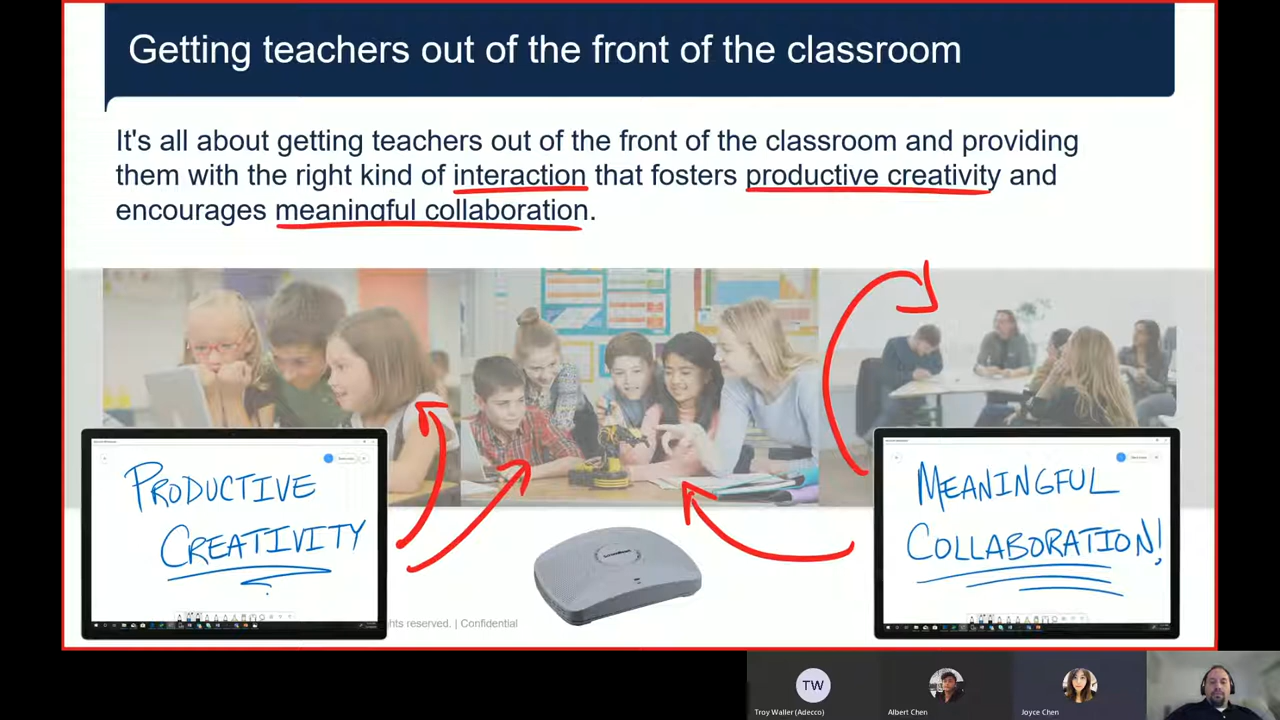 Getting teachers out of the front of the classroom
It's all about getting teachers out of the front of the classroom and providing
them with the right kind of interaction that fosters productive creativity and
encourages meaningful collaboration.
PRODUCTIVE
CREATIVITY
MEANINGFUL
COLLABORATION!
hts reserved. | Confidential
TW
Troy Waller (Adecco)
Albert Chen
Joyce Chen